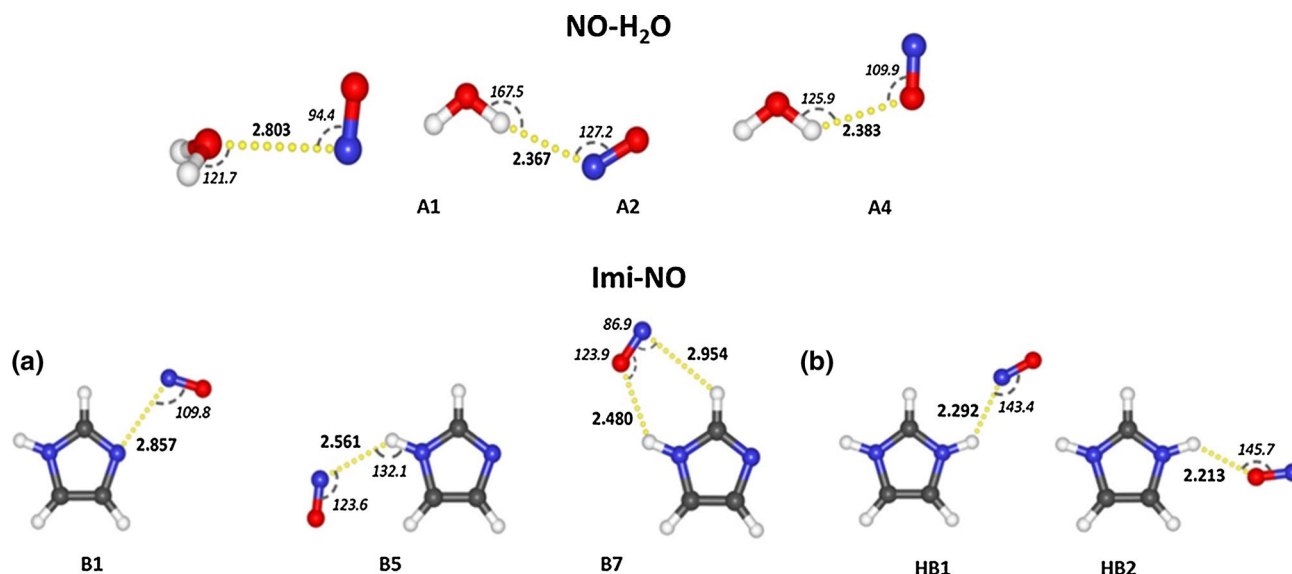 NO-H₂O
94.4
2.803
121.7
167.5
127.2
2.367
109.9
125.9
2.383
A1
A2
A4
Imi-NO
(a)
109.8
2.857
2.561
132.1
123.6
86.9
123.9
2.954
2.480
(b)
2.292
143.4
145.7
2.213
B1
B5
B7
HB1
HB2